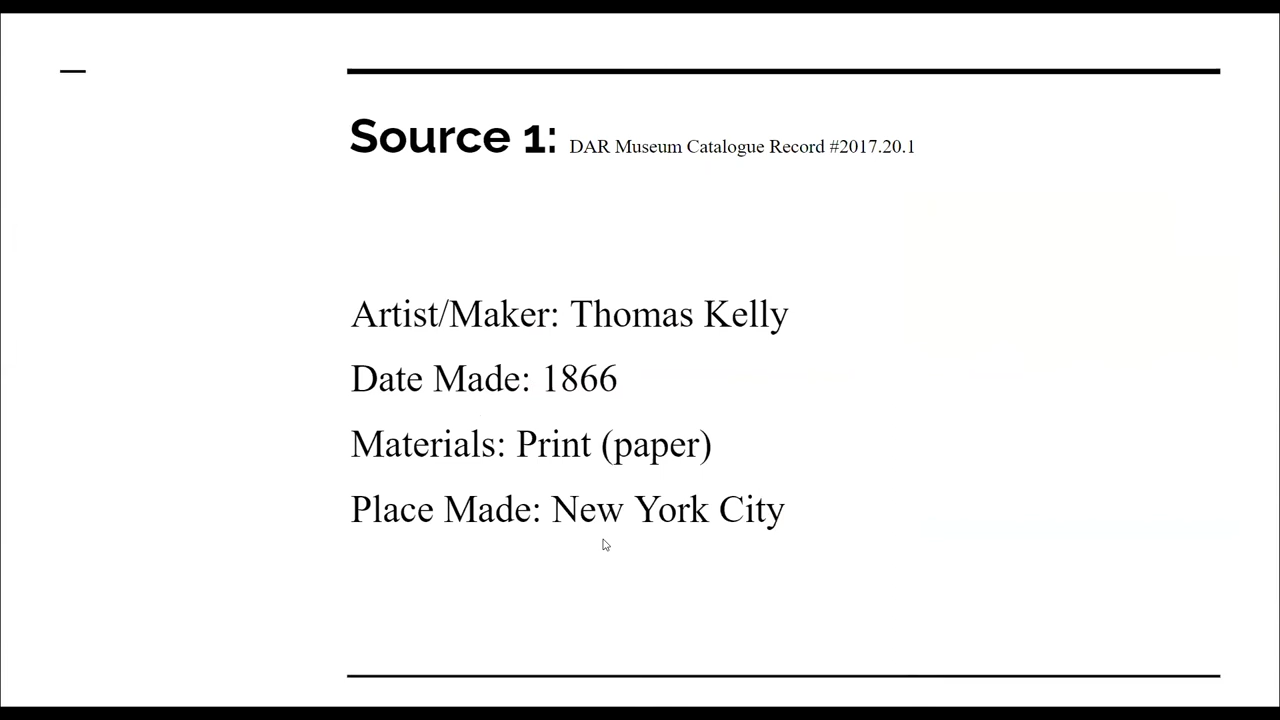 Source 1: DAR Museum Catalogue Record #2017.20.1
Artist/Maker: Thomas Kelly
Date Made: 1866
Materials: Print (paper)
Place Made: New York City